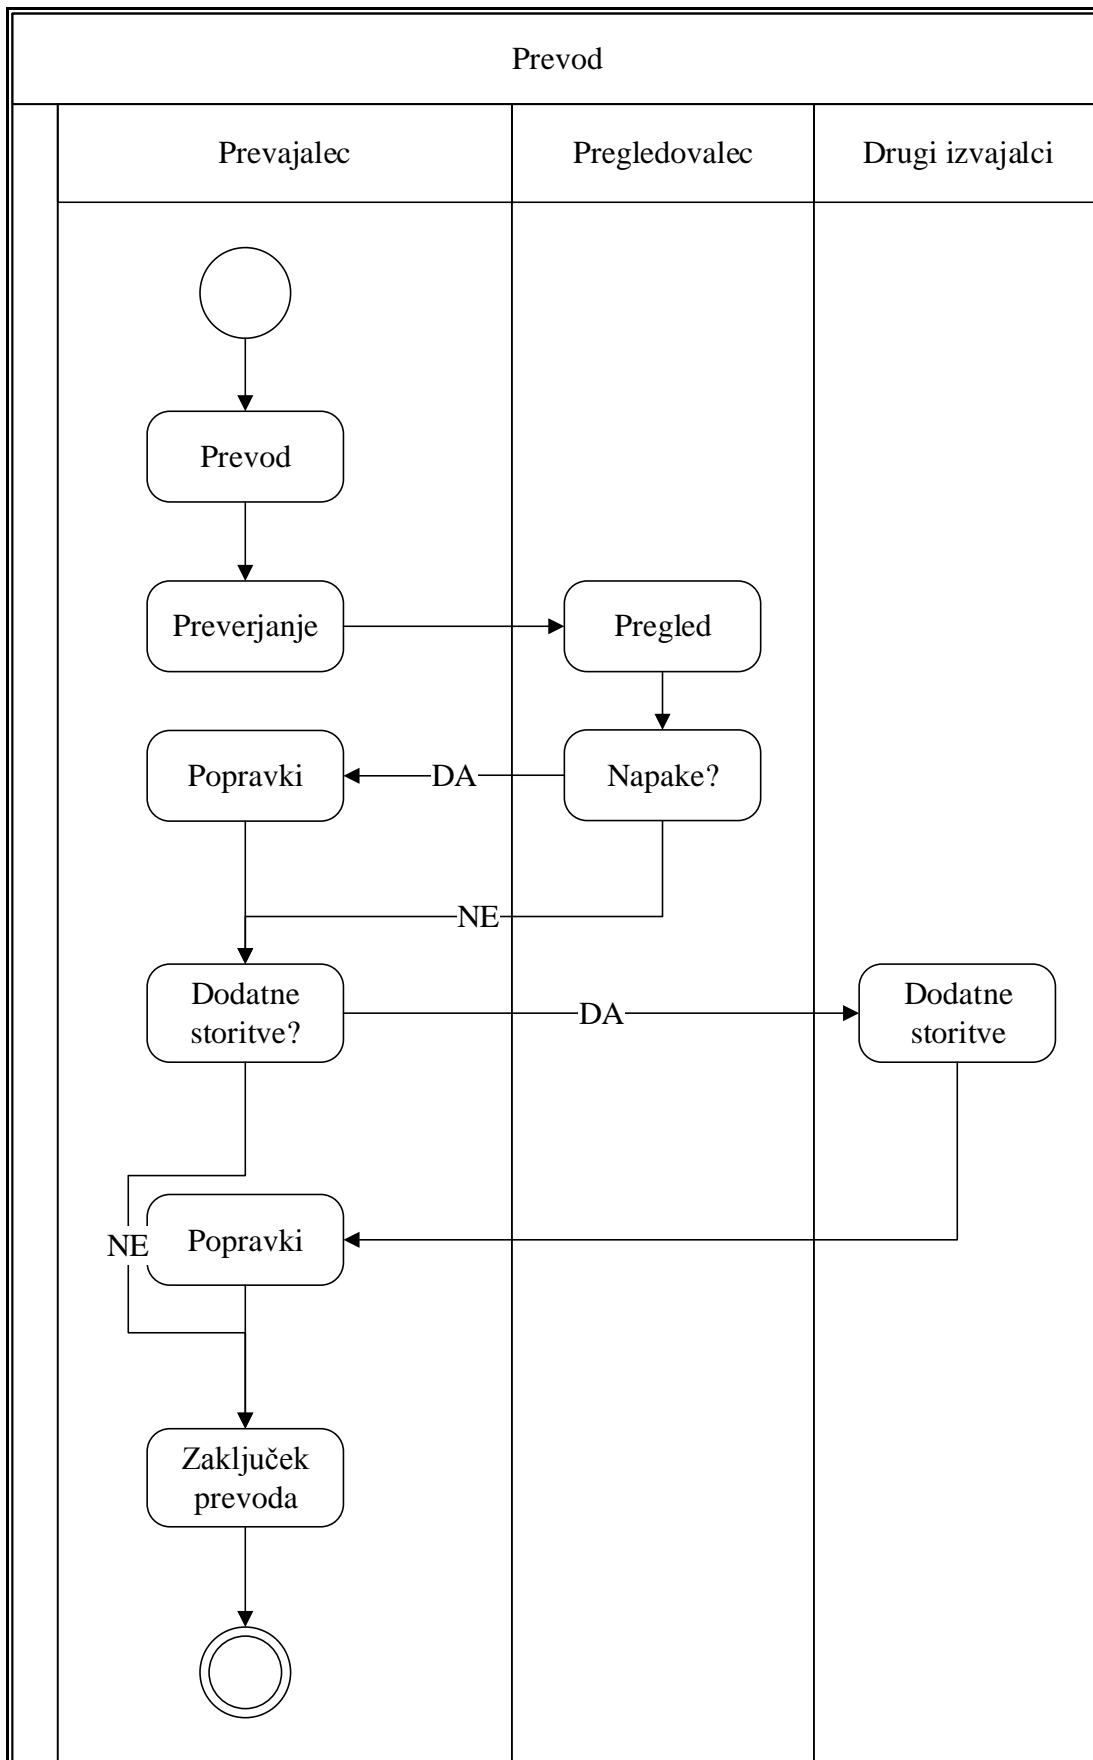 Prevod
Prevajalec
Pregledovalec
Drugi izvajalci
Prevod
Preverjanje
Pregled
Popravki
DA
Napake?
NE
Dodatne
storitve?
DA
Dodatne
storitve
NE
Popravki
Zaključek
prevoda